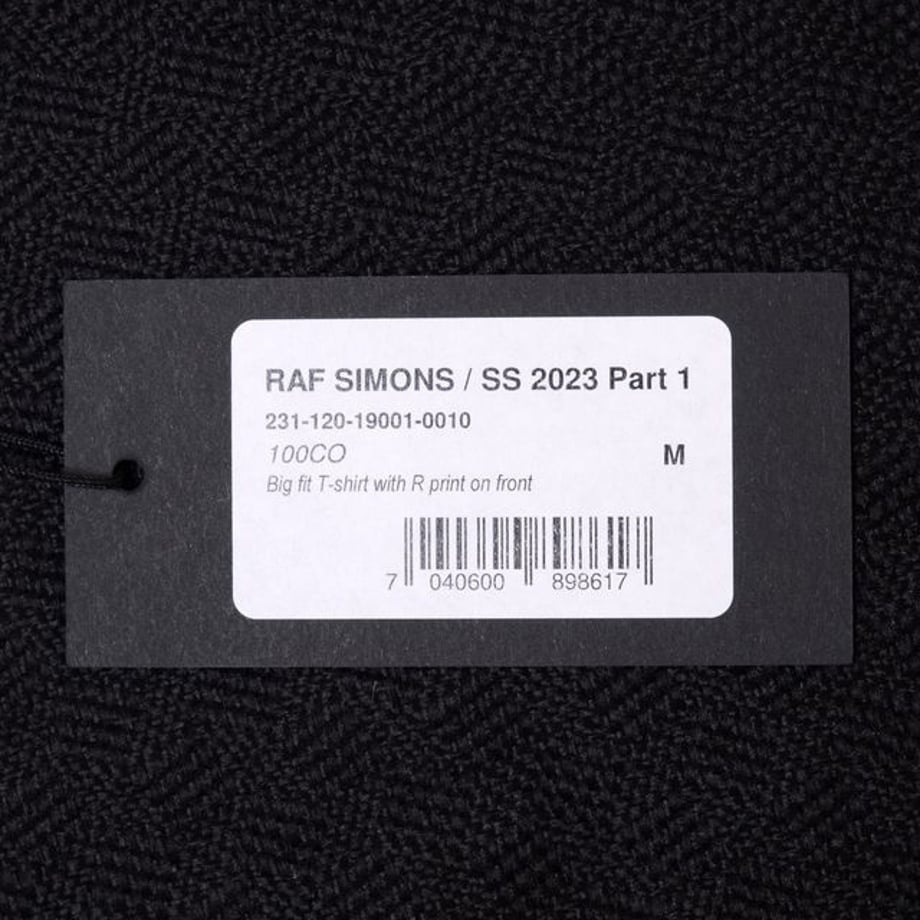 RAF SIMONS / SS 2023 Part 1
231-120-19001-0010
100CO
M
Big fit T-shirt with R print on front
7 040600 898617